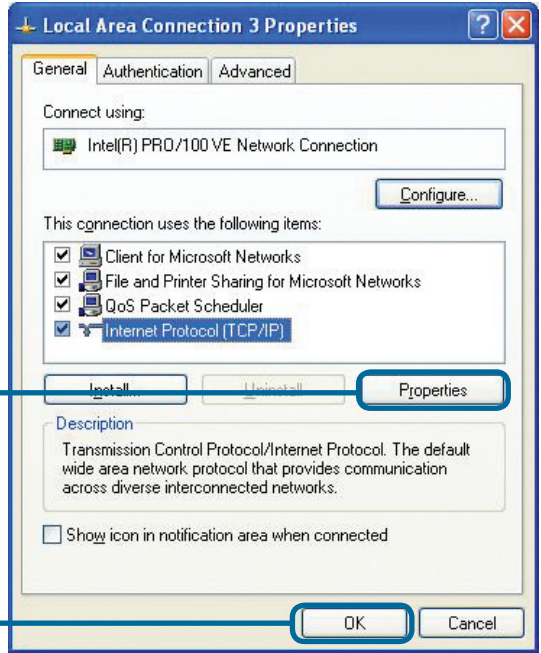 Local Area Connection 3 Properties
General Authentication Advanced
Connect using:
Intel(R) PRO/100 VE Network Connection
Configure...
This connection uses the following items:
Client for Microsoft Networks
File and Printer Sharing for Microsoft Networks
QoS Packet Scheduler
Internet Protocol (TCP/IP)
Install... Uninstall Properties
Description
Transmission Control Protocol/Internet Protocol. The default
wide area network protocol that provides communication
across diverse interconnected networks.
Show icon in notification area when connected
OK Cancel